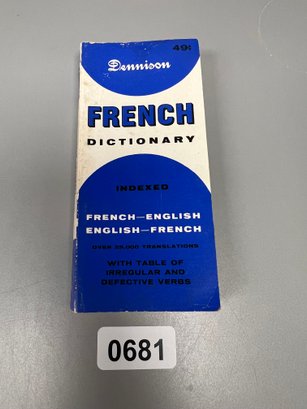 49¢
Dennison
FRENCH
DICTIONARY
INDEXED
FRENCH—ENGLISH
ENGLISH—FRENCH
OVER 25,000 TRANSLATIONS
WITH TABLE OF
IRREGULAR AND
DEFECTIVE VERBS
0681